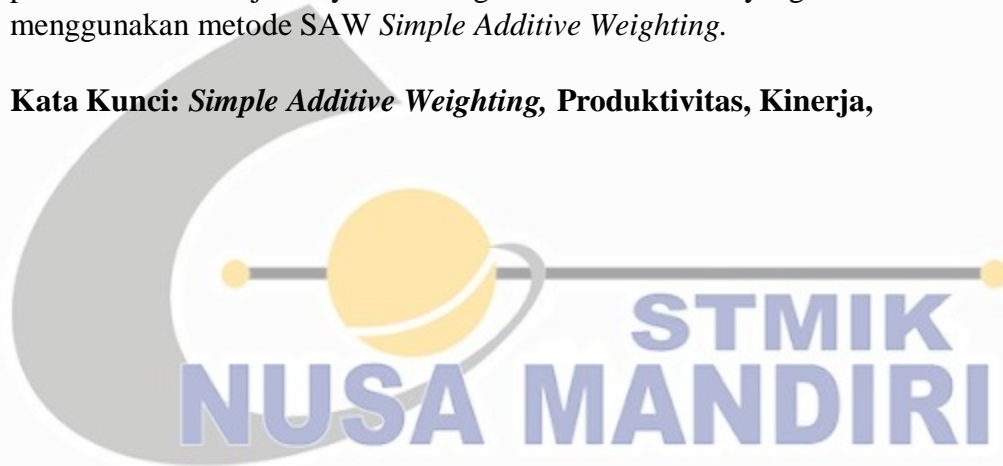 menggunakan metode SAW Simple Additive Weighting.
Kata Kunci: Simple Additive Weighting, Produktivitas, Kinerja,
STMIK
NUSA MANDIRI